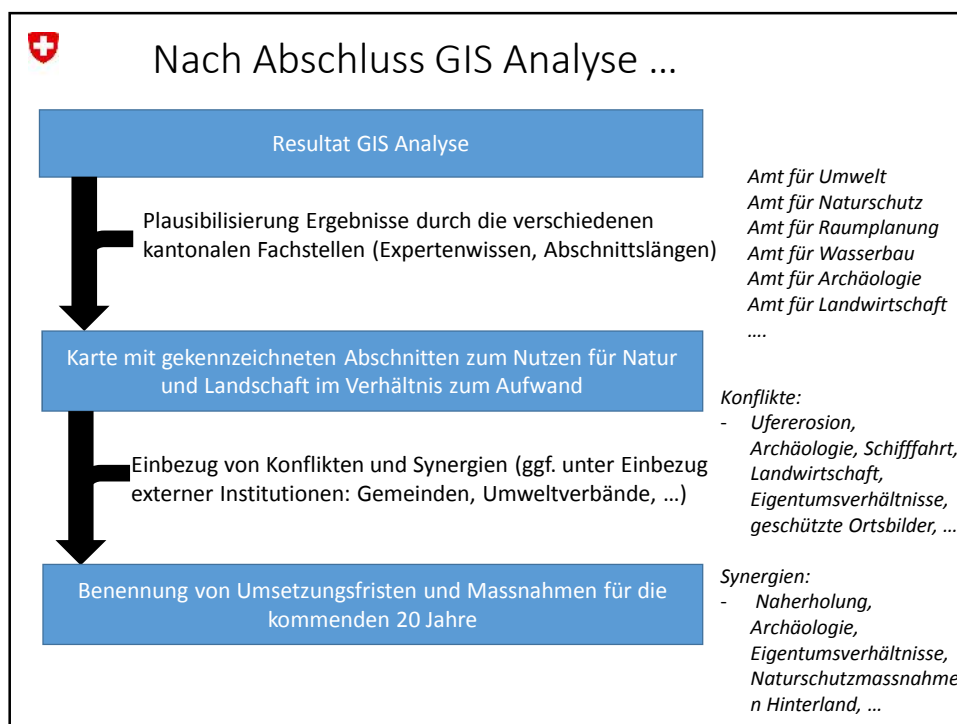 Nach Abschluss GIS Analyse ...
Resultat GIS Analyse
Plausibilisierung Ergebnisse durch die verschiedenen
kantonalen Fachstellen (Expertenwissen, Abschnittslängen)
Amt für Umwelt
Amt für Naturschutz
Amt für Raumplanung
Amt für Wasserbau
Amt für Archäologie
Amt für Landwirtschaft
....
Karte mit gekennzeichneten Abschnitten zum Nutzen für Natur
und Landschaft im Verhältnis zum Aufwand
Konflikte:
- Ufererosion,
Archäologie, Schifffahrt,
Landwirtschaft,
Eigentumsverhältnisse,
geschützte Ortsbilder, ...
Einbezug von Konflikten und Synergien (ggf. unter Einbezug
externer Institutionen: Gemeinden, Umweltverbände, ...)
Benennung von Umsetzungsfristen und Massnahmen für die
kommenden 20 Jahre
Synergien:
- Naherholung,
Archäologie,
Eigentumsverhältnisse,
Naturschutzmassnahme
n Hinterland, ...